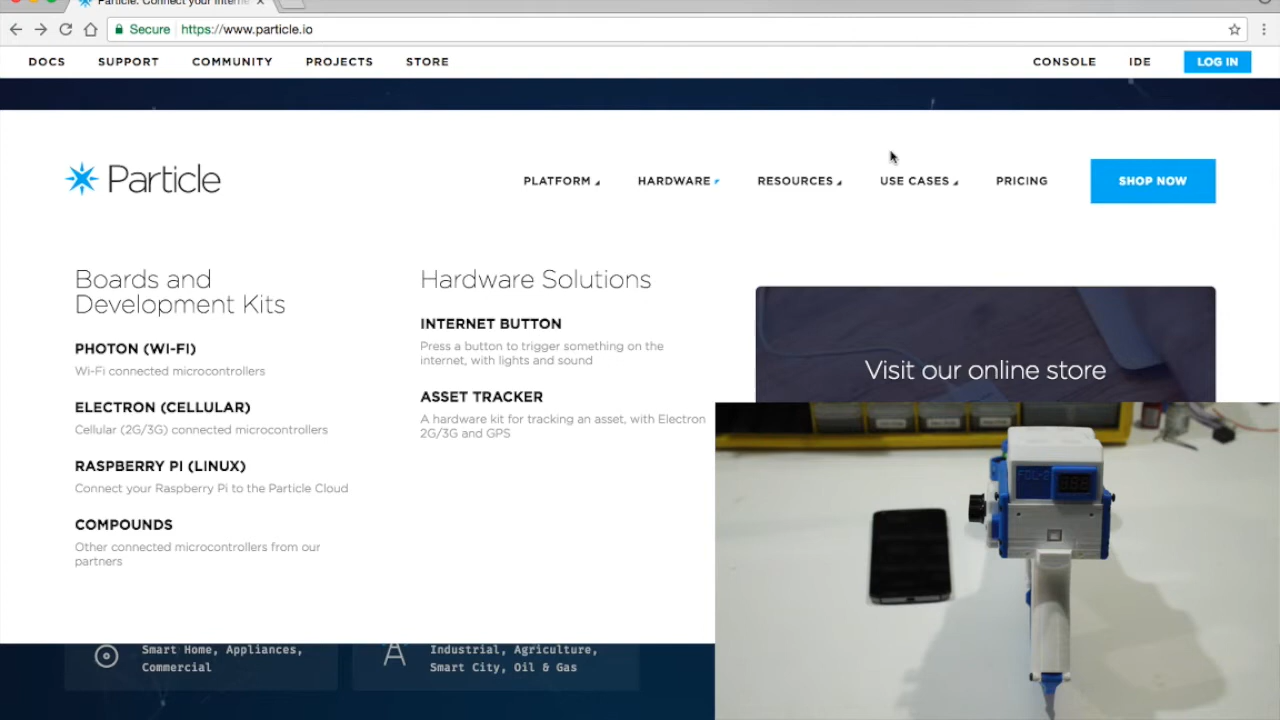 Particle. Connect your Intern
Secure https://www.particle.io
DOCS SUPPORT COMMUNITY PROJECTS STORE CONSOLE IDE LOG IN
Particle PLATFORM HARDWARE RESOURCES USE CASES PRICING SHOP NOW
Boards and
Development Kits
PHOTON (WI-FI)
Wi-Fi connected microcontrollers
ELECTRON (CELLULAR)
Cellular (2G/3G) connected microcontrollers
RASPBERRY PI (LINUX)
Connect your Raspberry Pi to the Particle Cloud
COMPOUNDS
Other connected microcontrollers from our
partners
Hardware Solutions
INTERNET BUTTON
Press a button to trigger something on the
internet, with lights and sound
ASSET TRACKER
A hardware kit for tracking an asset, with Electron
2G/3G and GPS
Visit our online store
FDL-2
Smart Home, Appliances,
Commercial
Industrial, Agriculture,
Smart City, Oil & Gas